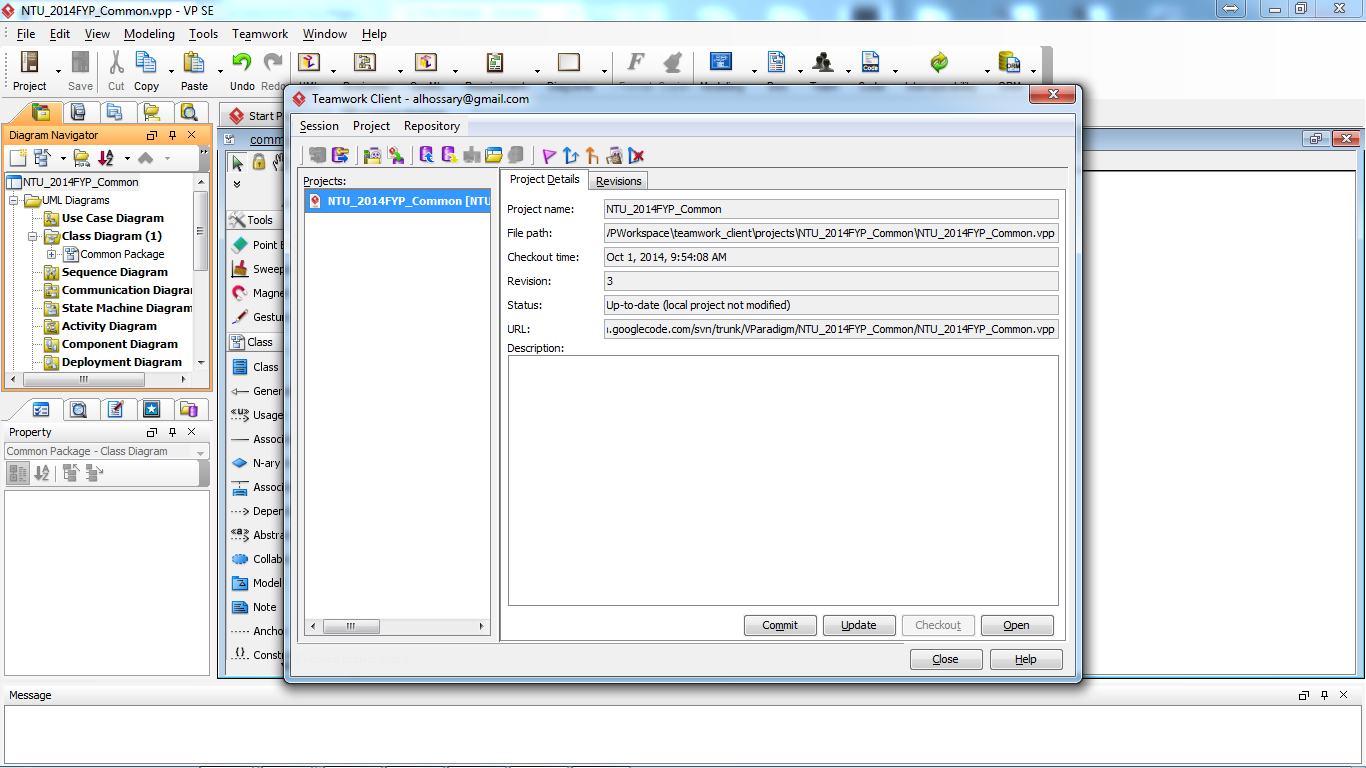 NTU_2014FYP_Common.vpp - VP SE
File Edit View Modeling Tools Teamwork Window Help
Project Save Cut Copy Paste Undo Redo
Start P
Diagram Navigator
NTU_2014FYP_Common
UML Diagrams
Use Case Diagram
Class Diagram (1)
Common Package
Sequence Diagram
Communication Diagra
State Machine Diagram
Activity Diagram
Component Diagram
Deployment Diagram
Property
Common Package - Class Diagram
comm
Tools
Point E
Sweep
Magne
Gestu
Class
Class
Gener
Usage
Associ
N-ary
Associ
Depen
Abstra
Collab
Model
Note
Ancho
Constr
Teamwork Client - alhossary@gmail.com
Session Project Repository
Projects:
NTU_2014FYP_Common [NTU
Project Details Revisions
Project name: NTU_2014FYP_Common
File path: /PWorkspace\teamwork_client\projects\NTU_2014FYP_Common\NTU_2014FYP_Common.vpp
Checkout time: Oct 1, 2014, 9:54:08 AM
Revision: 3
Status: Up-to-date (local project not modified)
URL: .googlecode.com/svn/trunk/VParadigm/NTU_2014FYP_Common/NTU_2014FYP_Common.vpp
Description:
Commit Update Checkout Open
Close Help
Message